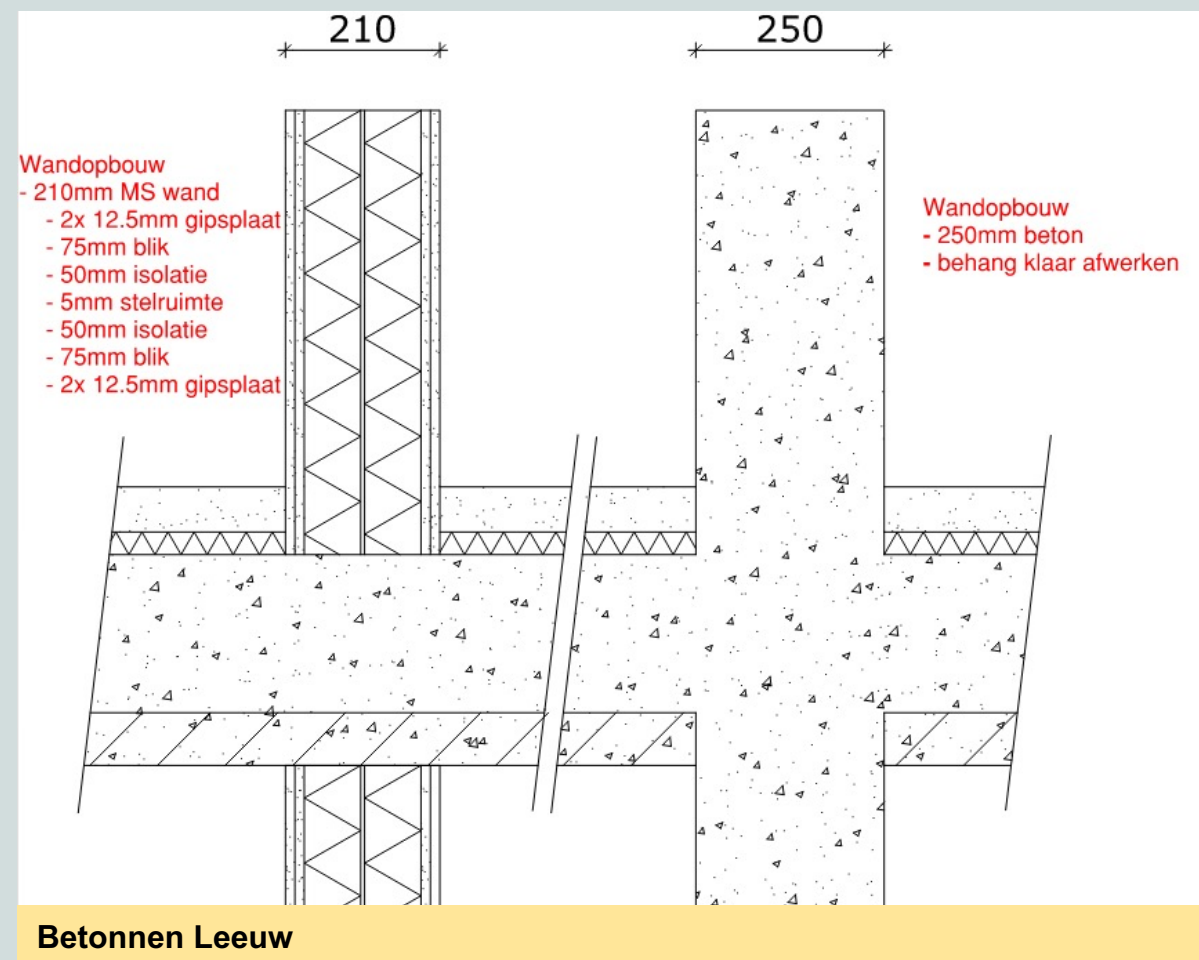 210
250
Wandopbouw
- 210mm MS wand
- 2x 12.5mm gipsplaat
- 75mm blik
- 50mm isolatie
- 5mm stelruimte
- 50mm isolatie
- 75mm blik
- 2x 12.5mm gipsplaat
Wandopbouw
- 250mm beton
- behang klaar afwerken
Betonnen Leeuw